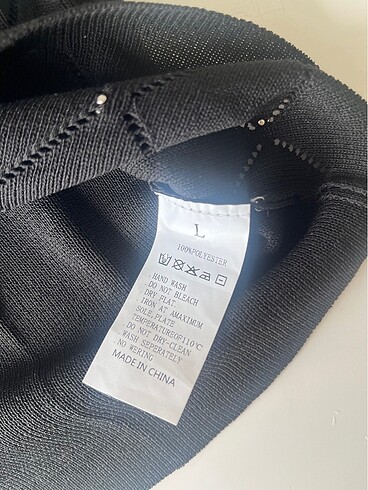 L
100%POLYESTER
.HAND WASH
.DO NOT BLEACH
.DRY FLAT.
.IRON AT AMAXIMUM
SOLE PLATE
TEMPERATUREOF110℃
.DO NOT DRY-CLEAN
.WASH SEPERATELY
.NO WERING
MADE IN CHINA